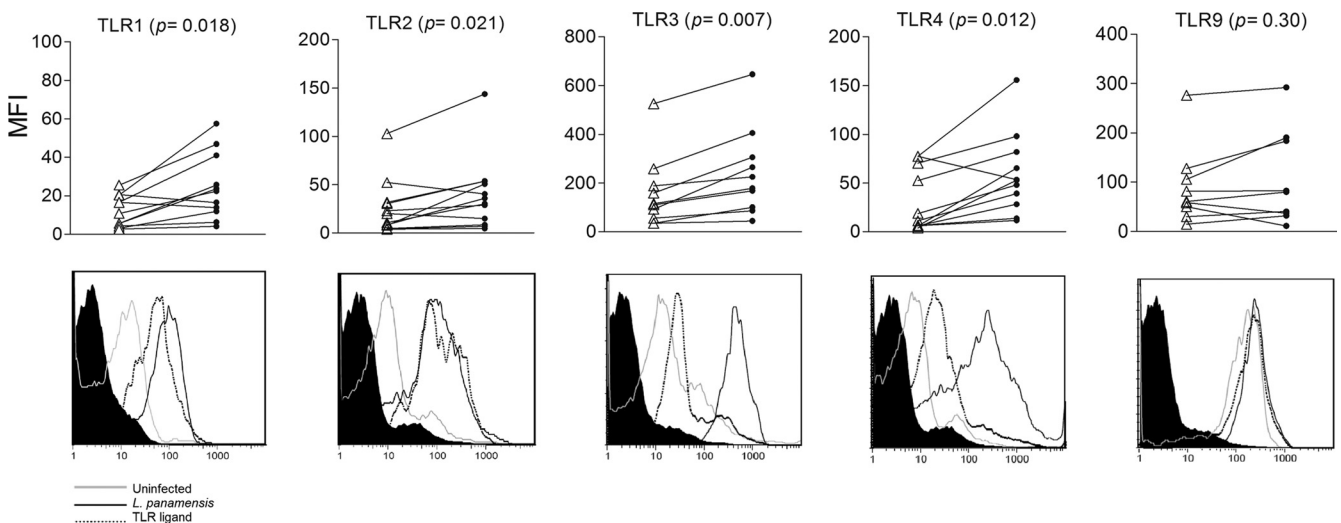 TLR1 (p= 0.018)
TLR2 (p= 0.021)
TLR3 (p= 0.007)
TLR4 (p= 0.012)
TLR9 (p= 0.30)
MFI
100
80
60
40
20
0
200
150
100
50
0
800
600
400
200
0
200
150
100
50
0
400
300
200
100
0
1 10 100 1000
1 10 100 1000
1 10 100 1000
1 10 100 1000
1 10 100 1000
Uninfected
L. panamensis
TLR ligand